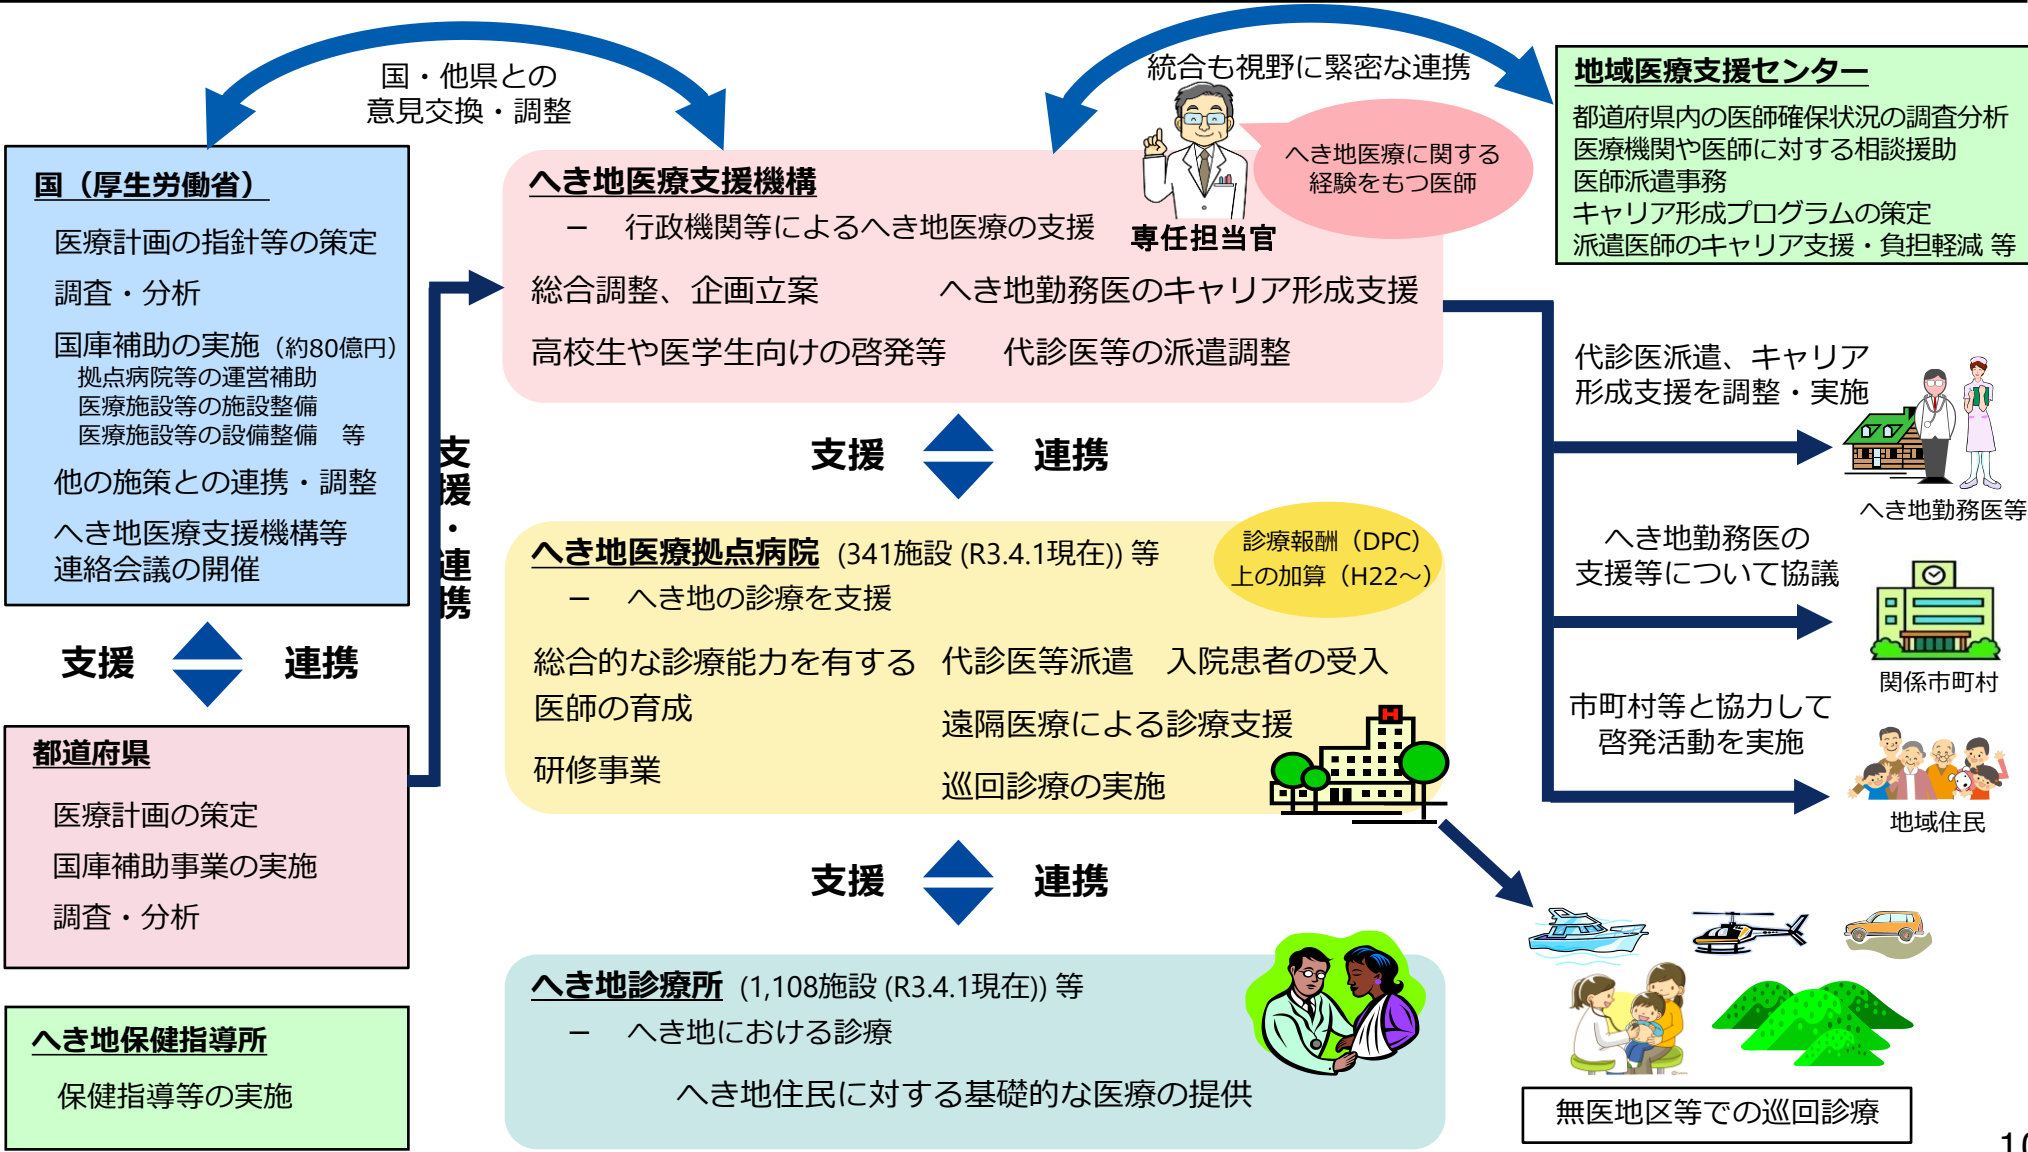 国・他県との
意見交換・調整
統合も視野に緊密な連携
国（厚生労働省）
医療計画の指針等の策定
調査・分析
国庫補助の実施（約80億円）
拠点病院等の運営補助
医療施設等の施設整備
医療施設等の設備整備　等
他の施策との連携・調整
へき地医療支援機構等
連絡会議の開催
支援　連携
都道府県
医療計画の策定
国庫補助事業の実施
調査・分析
へき地保健指導所
保健指導等の実施
支援・連携
へき地医療支援機構
－　行政機関等によるへき地医療の支援
へき地医療に関する
経験をもつ医師
専任担当官
総合調整、企画立案　へき地勤務医のキャリア形成支援
高校生や医学生向けの啓発等　代診医等の派遣調整
支援　連携
へき地医療拠点病院 (341施設 (R3.4.1現在)) 等
－　へき地の診療を支援
診療報酬（DPC）
上の加算（H22～）
総合的な診療能力を有する
医師の育成
研修事業
代診医等派遣　入院患者の受入
遠隔医療による診療支援
巡回診療の実施
H
支援　連携
へき地診療所 (1,108施設 (R3.4.1現在)) 等
－　へき地における診療
へき地住民に対する基礎的な医療の提供
地域医療支援センター
都道府県内の医師確保状況の調査分析
医療機関や医師に対する相談援助
医師派遣事務
キャリア形成プログラムの策定
派遣医師のキャリア支援・負担軽減 等
代診医派遣、キャリア
形成支援を調整・実施
へき地勤務医等
へき地勤務医の
支援等について協議
関係市町村
市町村等と協力して
啓発活動を実施
地域住民
無医地区等での巡回診療